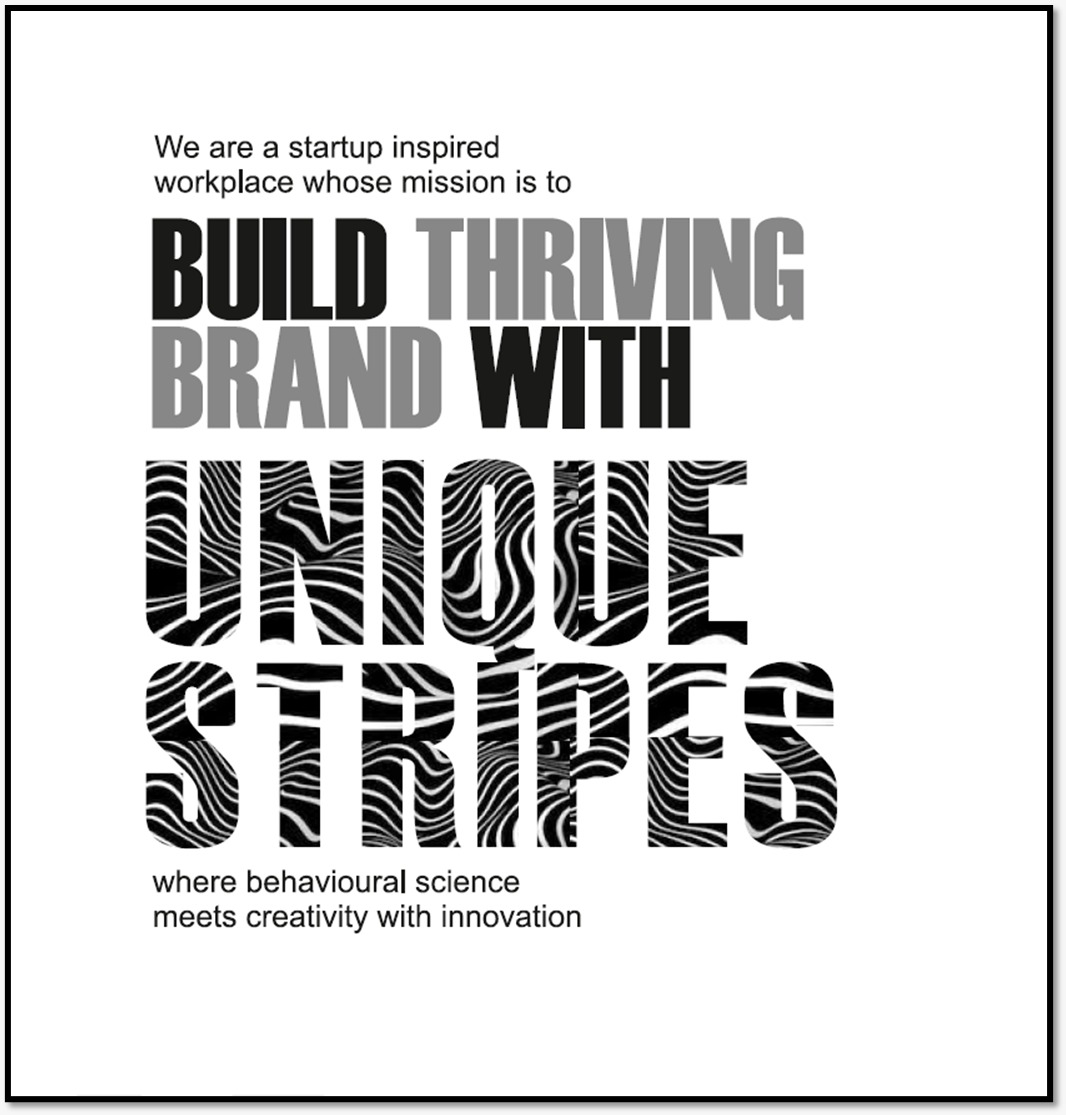 We are a startup inspired
workplace whose mission is to
BUILD THRIVING
BRAND WITH
UNIQUE
STRIPES
where behavioural science
meets creativity with innovation